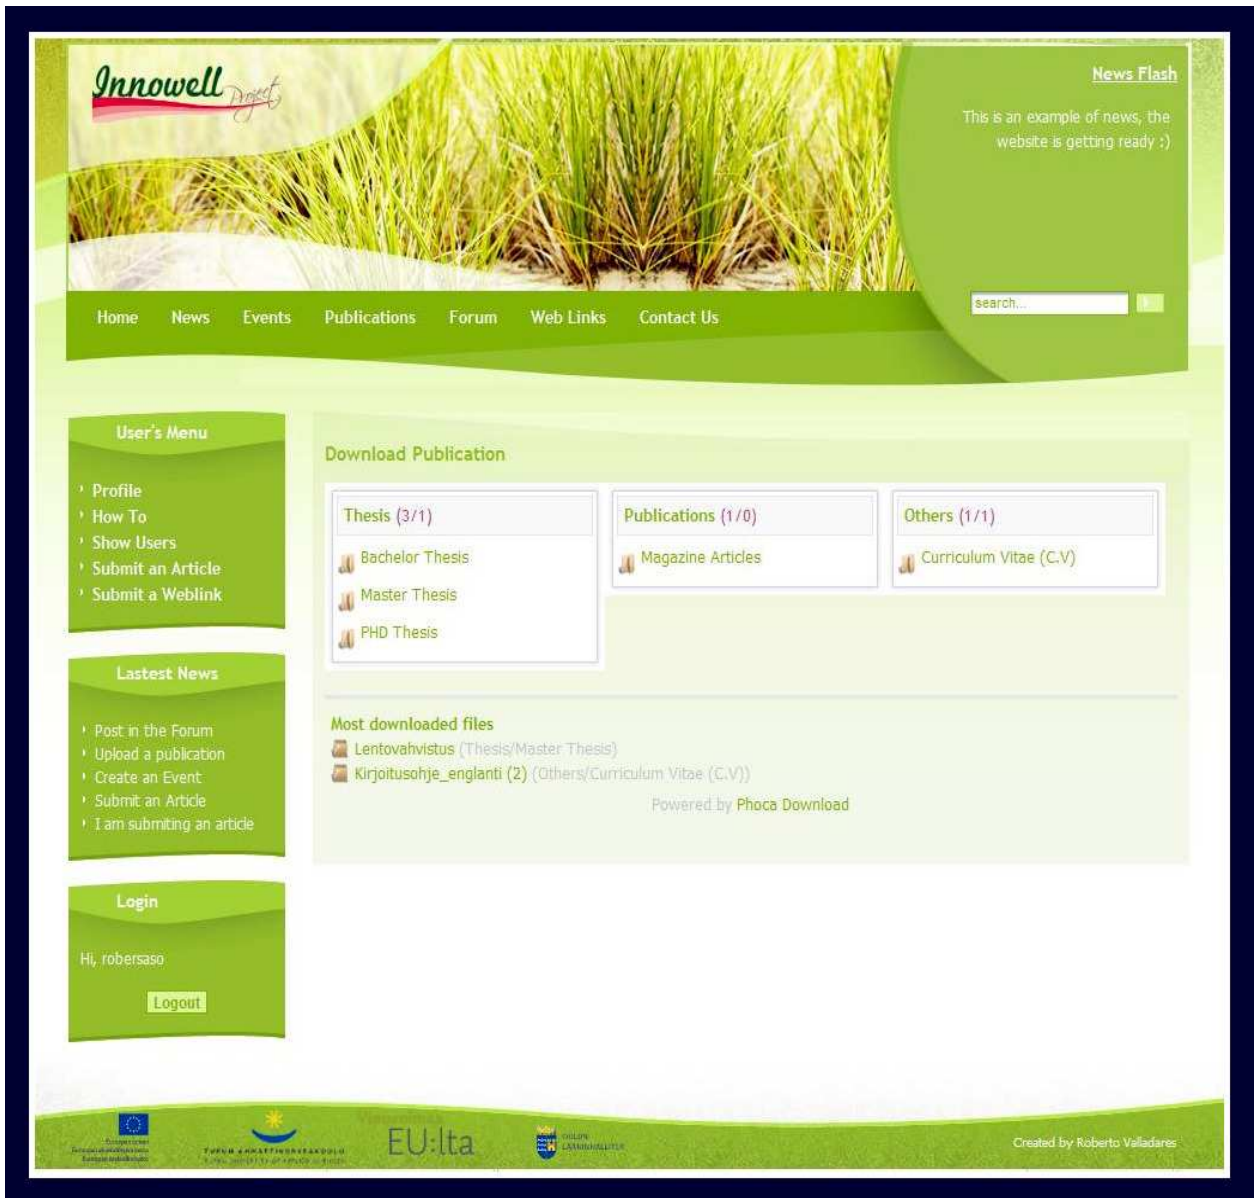 Innowell Project
News Flash
This is an example of news, the
website is getting ready :)
search...
Home News Events Publications Forum Web Links Contact Us
User's Menu
Profile
How To
Show Users
Submit an Article
Submit a Weblink
Lastest News
Post in the Forum
Upload a publication
Create an Event
Submit an Article
I am submiting an article
Login
Hi, robersaso
Logout
Download Publication
Thesis (3/1)
Bachelor Thesis
Master Thesis
PHD Thesis
Publications (1/0)
Magazine Articles
Others (1/1)
Curriculum Vitae (C.V)
Most downloaded files
Lentovahvistus (Thesis/Master Thesis)
Kirjoitusohje_englanti (2) (Others/Curriculum Vitae (C.V))
Powered by Phoca Download
TURUN AMMATTIKORKEAKOULU
EU:lta
Created by Roberto Valladares